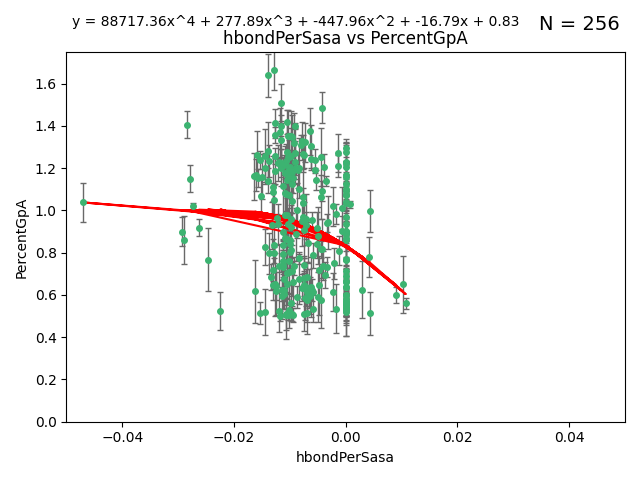 y = 88717.36x^4 + 277.89x^3 + -447.96x^2 + -16.79x + 0.83
N = 256
hbondPerSasa vs PercentGpA
1.6
1.4
1.2
1.0
0.8
0.6
0.4
0.2
0.0
PercentGpA
−0.04
−0.02
0.00
0.02
0.04
hbondPerSasa